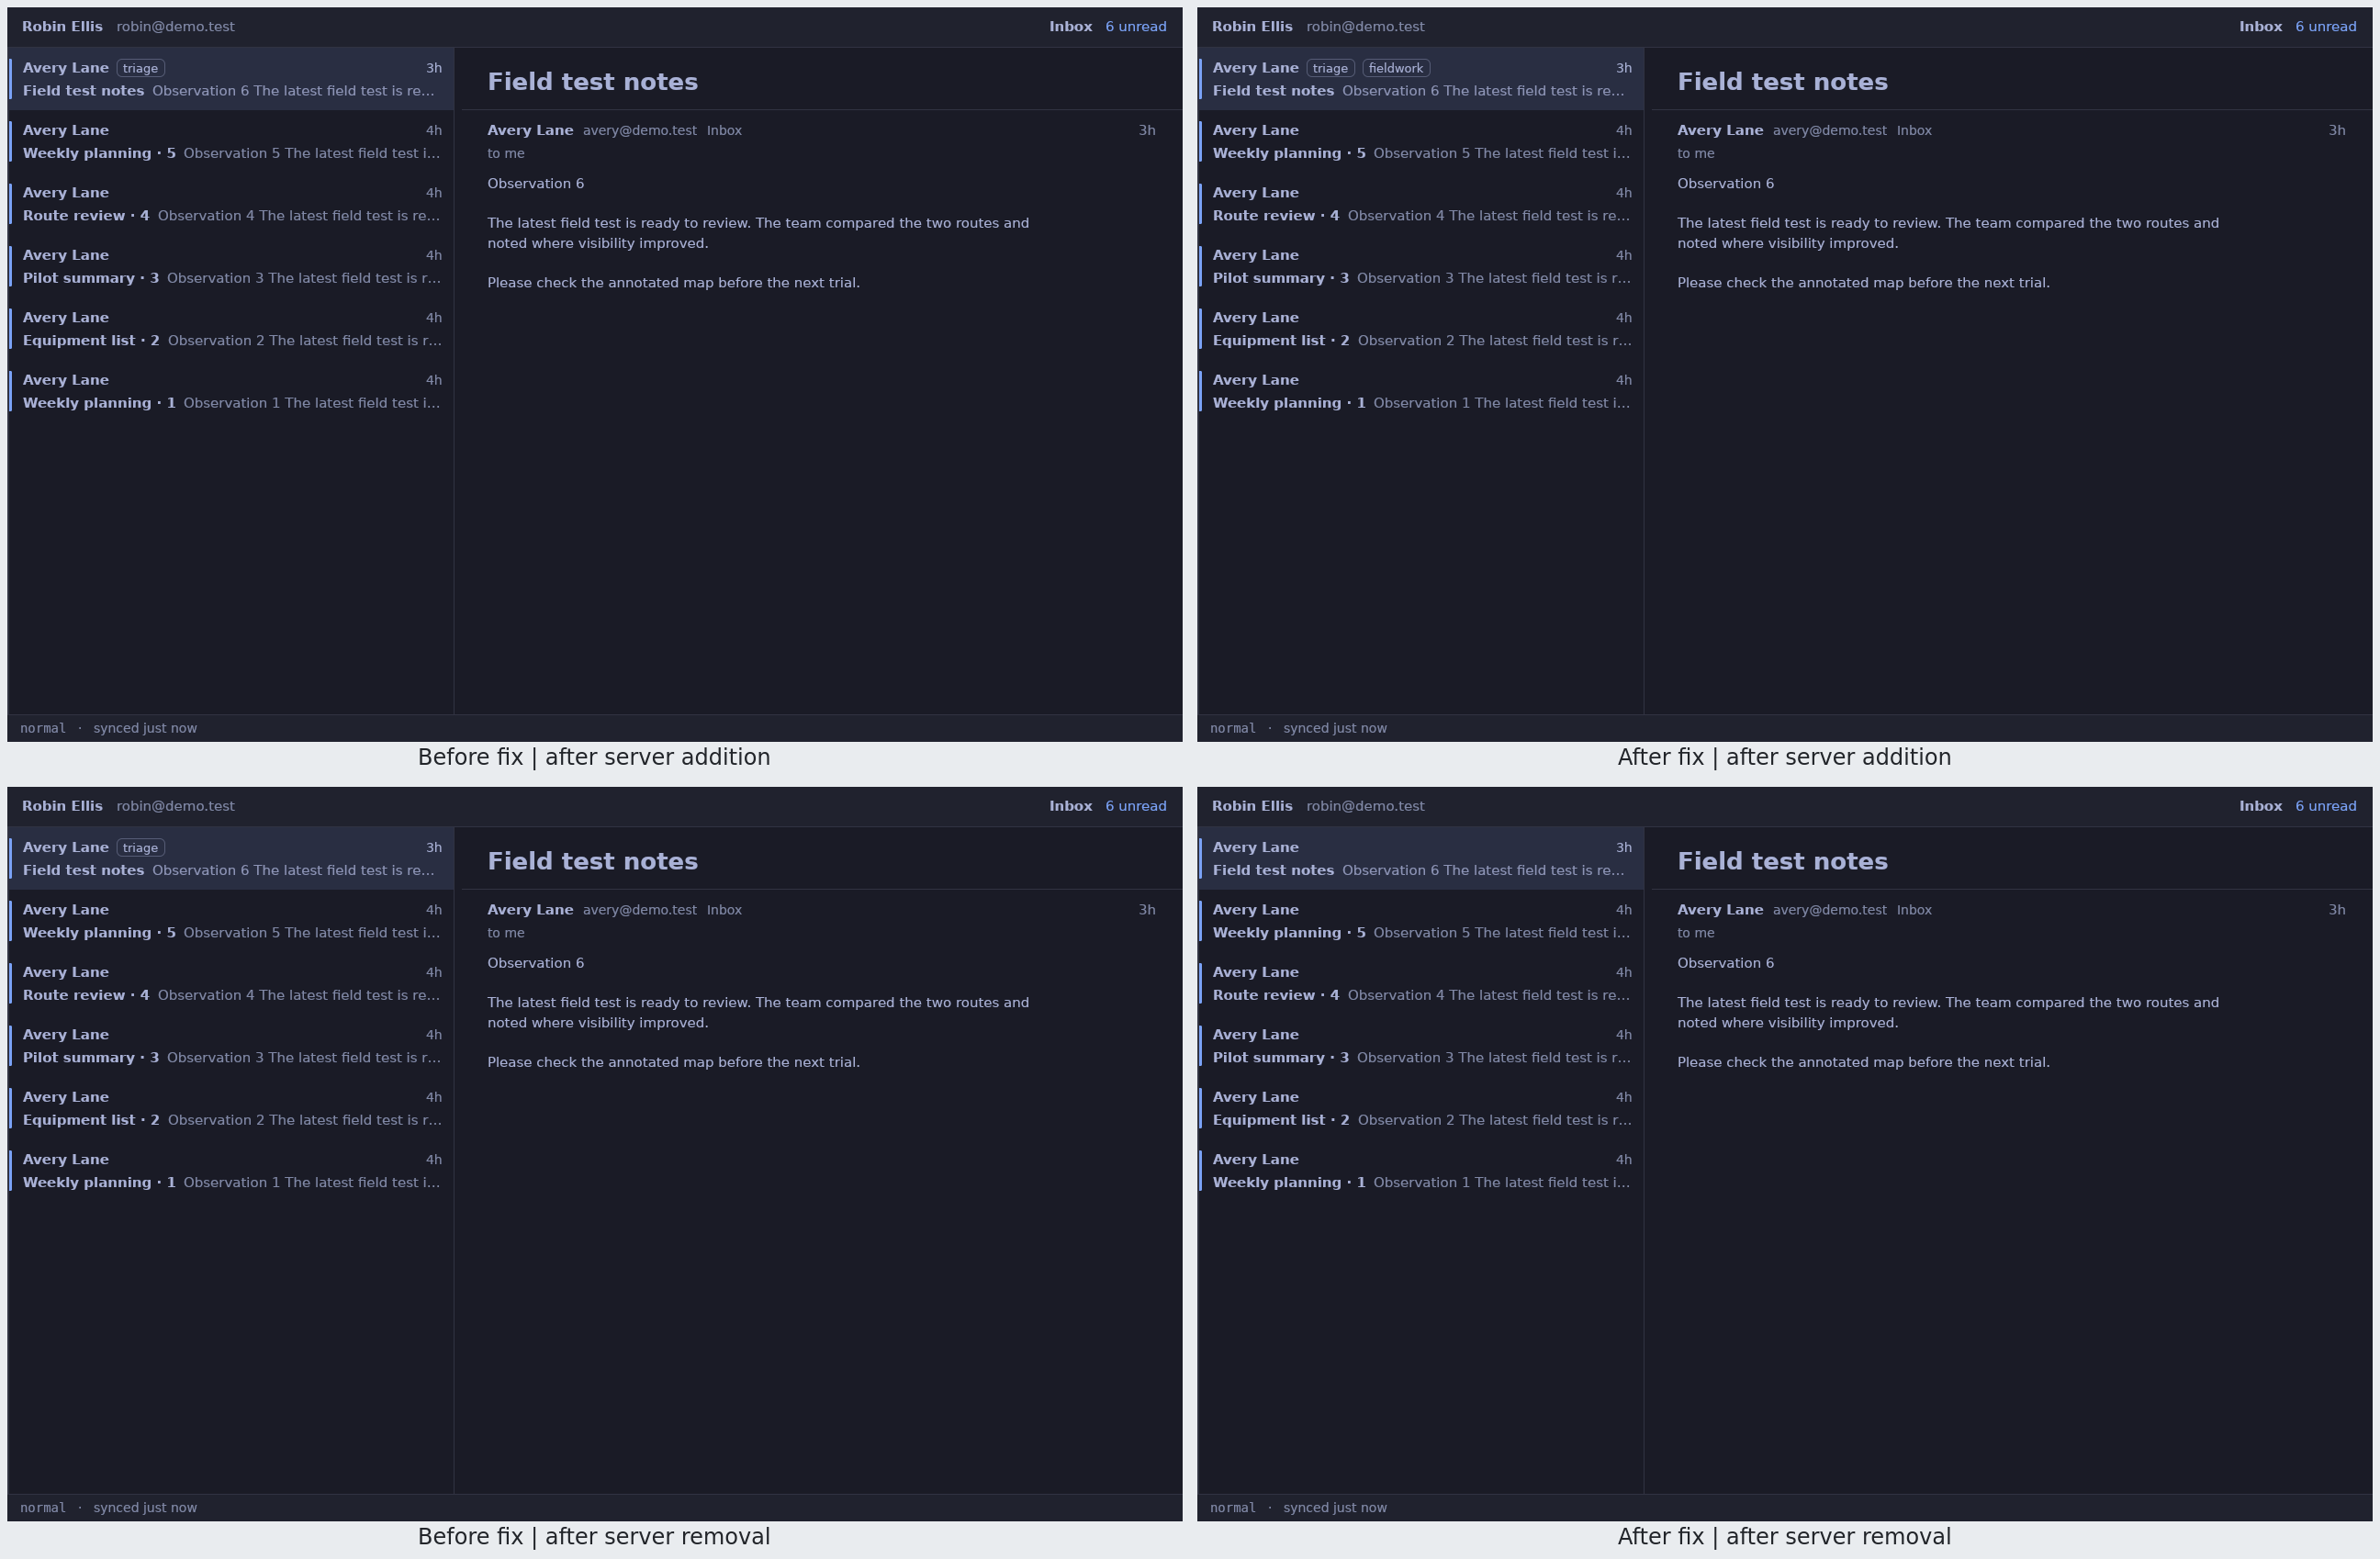 Robin Ellis robin@demo.test Inbox 6 unread
Avery Lane triage 3h
Field test notes Observation 6 The latest field test is re…
Avery Lane 4h
Weekly planning · 5 Observation 5 The latest field test i…
Avery Lane 4h
Route review · 4 Observation 4 The latest field test is re…
Avery Lane 4h
Pilot summary · 3 Observation 3 The latest field test is r…
Avery Lane 4h
Equipment list · 2 Observation 2 The latest field test is r…
Avery Lane 4h
Weekly planning · 1 Observation 1 The latest field test i…
Field test notes
Avery Lane avery@demo.test Inbox 3h
to me
Observation 6
The latest field test is ready to review. The team compared the two routes and
noted where visibility improved.
Please check the annotated map before the next trial.
normal · synced just now
Before fix | after server addition
Robin Ellis robin@demo.test Inbox 6 unread
Avery Lane triage fieldwork 3h
Field test notes Observation 6 The latest field test is re…
Avery Lane 4h
Weekly planning · 5 Observation 5 The latest field test i…
Avery Lane 4h
Route review · 4 Observation 4 The latest field test is re…
Avery Lane 4h
Pilot summary · 3 Observation 3 The latest field test is r…
Avery Lane 4h
Equipment list · 2 Observation 2 The latest field test is r…
Avery Lane 4h
Weekly planning · 1 Observation 1 The latest field test i…
Field test notes
Avery Lane avery@demo.test Inbox 3h
to me
Observation 6
The latest field test is ready to review. The team compared the two routes and
noted where visibility improved.
Please check the annotated map before the next trial.
normal · synced just now
After fix | after server addition
Robin Ellis robin@demo.test Inbox 6 unread
Avery Lane triage 3h
Field test notes Observation 6 The latest field test is re…
Avery Lane 4h
Weekly planning · 5 Observation 5 The latest field test i…
Avery Lane 4h
Route review · 4 Observation 4 The latest field test is re…
Avery Lane 4h
Pilot summary · 3 Observation 3 The latest field test is r…
Avery Lane 4h
Equipment list · 2 Observation 2 The latest field test is r…
Avery Lane 4h
Weekly planning · 1 Observation 1 The latest field test i…
Field test notes
Avery Lane avery@demo.test Inbox 3h
to me
Observation 6
The latest field test is ready to review. The team compared the two routes and
noted where visibility improved.
Please check the annotated map before the next trial.
normal · synced just now
Before fix | after server removal
Robin Ellis robin@demo.test Inbox 6 unread
Avery Lane 3h
Field test notes Observation 6 The latest field test is re…
Avery Lane 4h
Weekly planning · 5 Observation 5 The latest field test i…
Avery Lane 4h
Route review · 4 Observation 4 The latest field test is re…
Avery Lane 4h
Pilot summary · 3 Observation 3 The latest field test is r…
Avery Lane 4h
Equipment list · 2 Observation 2 The latest field test is r…
Avery Lane 4h
Weekly planning · 1 Observation 1 The latest field test i…
Field test notes
Avery Lane avery@demo.test Inbox 3h
to me
Observation 6
The latest field test is ready to review. The team compared the two routes and
noted where visibility improved.
Please check the annotated map before the next trial.
normal · synced just now
After fix | after server removal